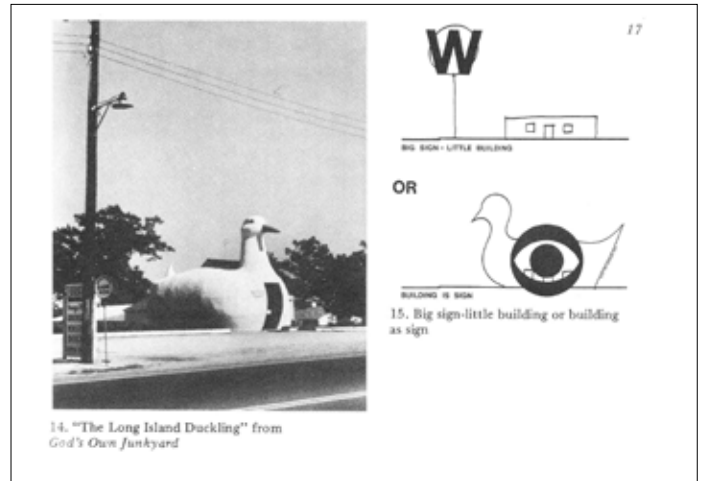 17
W
BIG SIGN - LITTLE BUILDING
OR
BUILDING IS SIGN
15. Big sign-little building or building
as sign
14. "The Long Island Duckling" from
God's Own Junkyard